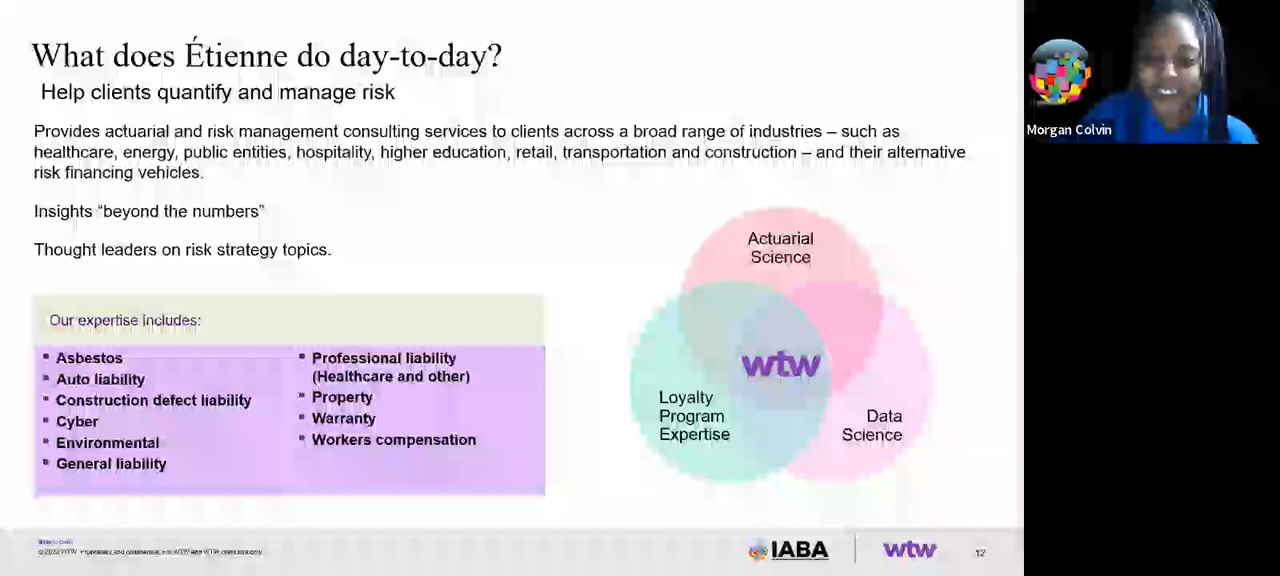 What does Étienne do day-to-day?
Help clients quantify and manage risk
Provides actuarial and risk management consulting services to clients across a broad range of industries – such as
healthcare, energy, public entities, hospitality, higher education, retail, transportation and construction – and their alternative
risk financing vehicles.
Insights “beyond the numbers”
Thought leaders on risk strategy topics.
Our expertise includes:
▪ Asbestos
▪ Auto liability
▪ Construction defect liability
▪ Cyber
▪ Environmental
▪ General liability
▪ Professional liability
(Healthcare and other)
▪ Property
▪ Warranty
▪ Workers compensation
Actuarial
Science
wtw
Loyalty
Program
Expertise
Data
Science
IABA
wtw
12
Morgan Colvin